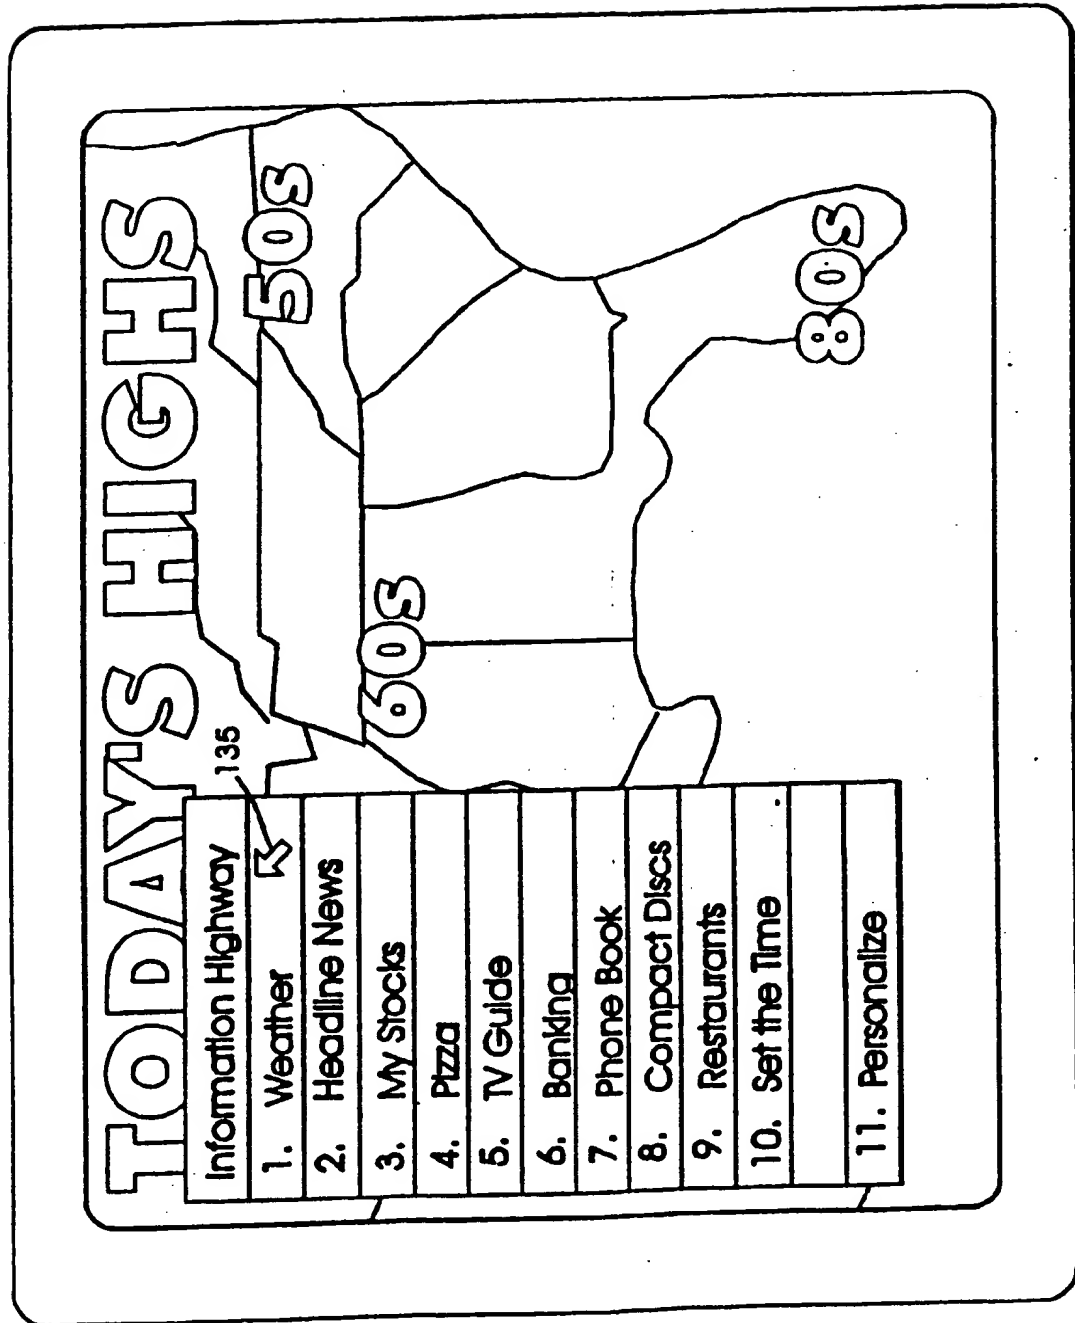 TODAY'S HIGHS
135
50s
60s
80s
Information Highway
1. Weather
2. Headline News
3. My Stocks
4. Pizza
5. TV Guide
6. Banking
7. Phone Book
8. Compact Discs
9. Restaurants
10. Set the Time
11. Personalize